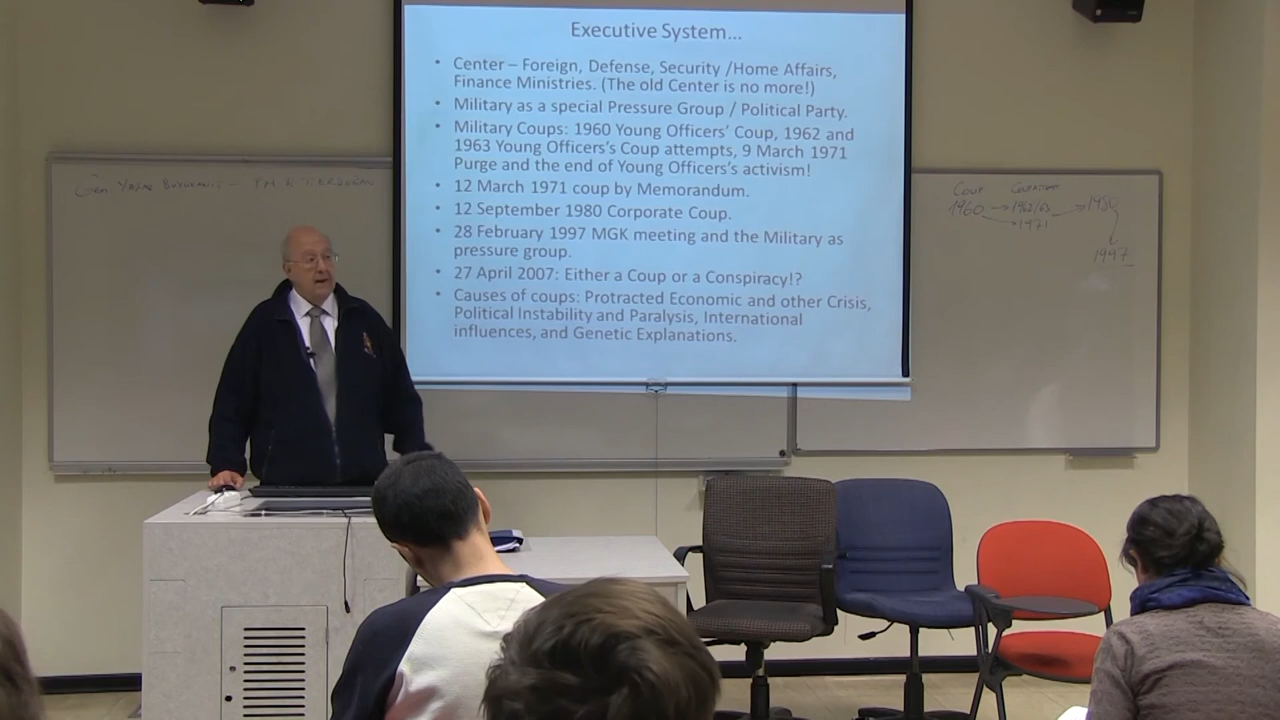 Executive System...
• Center – Foreign, Defense, Security /Home Affairs,
Finance Ministries. (The old Center is no more!)
• Military as a special Pressure Group / Political Party.
• Military Coups: 1960 Young Officers' Coup, 1962 and
1963 Young Officers's Coup attempts, 9 March 1971
Purge and the end of Young Officers's activism!
• 12 March 1971 coup by Memorandum.
• 12 September 1980 Corporate Coup.
• 28 February 1997 MGK meeting and the Military as
pressure group.
• 27 April 2007: Either a Coup or a Conspiracy!?
• Causes of coups: Protracted Economic and other Crisis,
Political Instability and Paralysis, International
influences, and Genetic Explanations.
Gen. YAŞAR BÜYÜKANIT –
COUP
1960 → 1962/63
→ 1971
1997